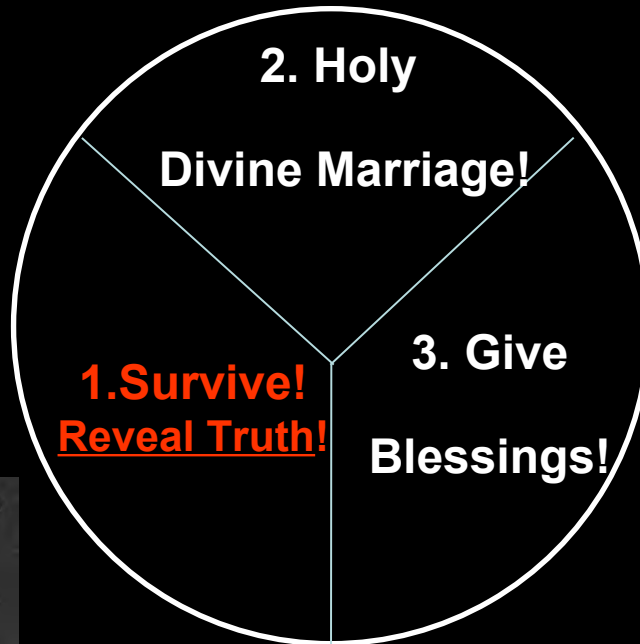 2. Holy
Divine Marriage!
1.Survive!
Reveal Truth!
3. Give
Blessings!